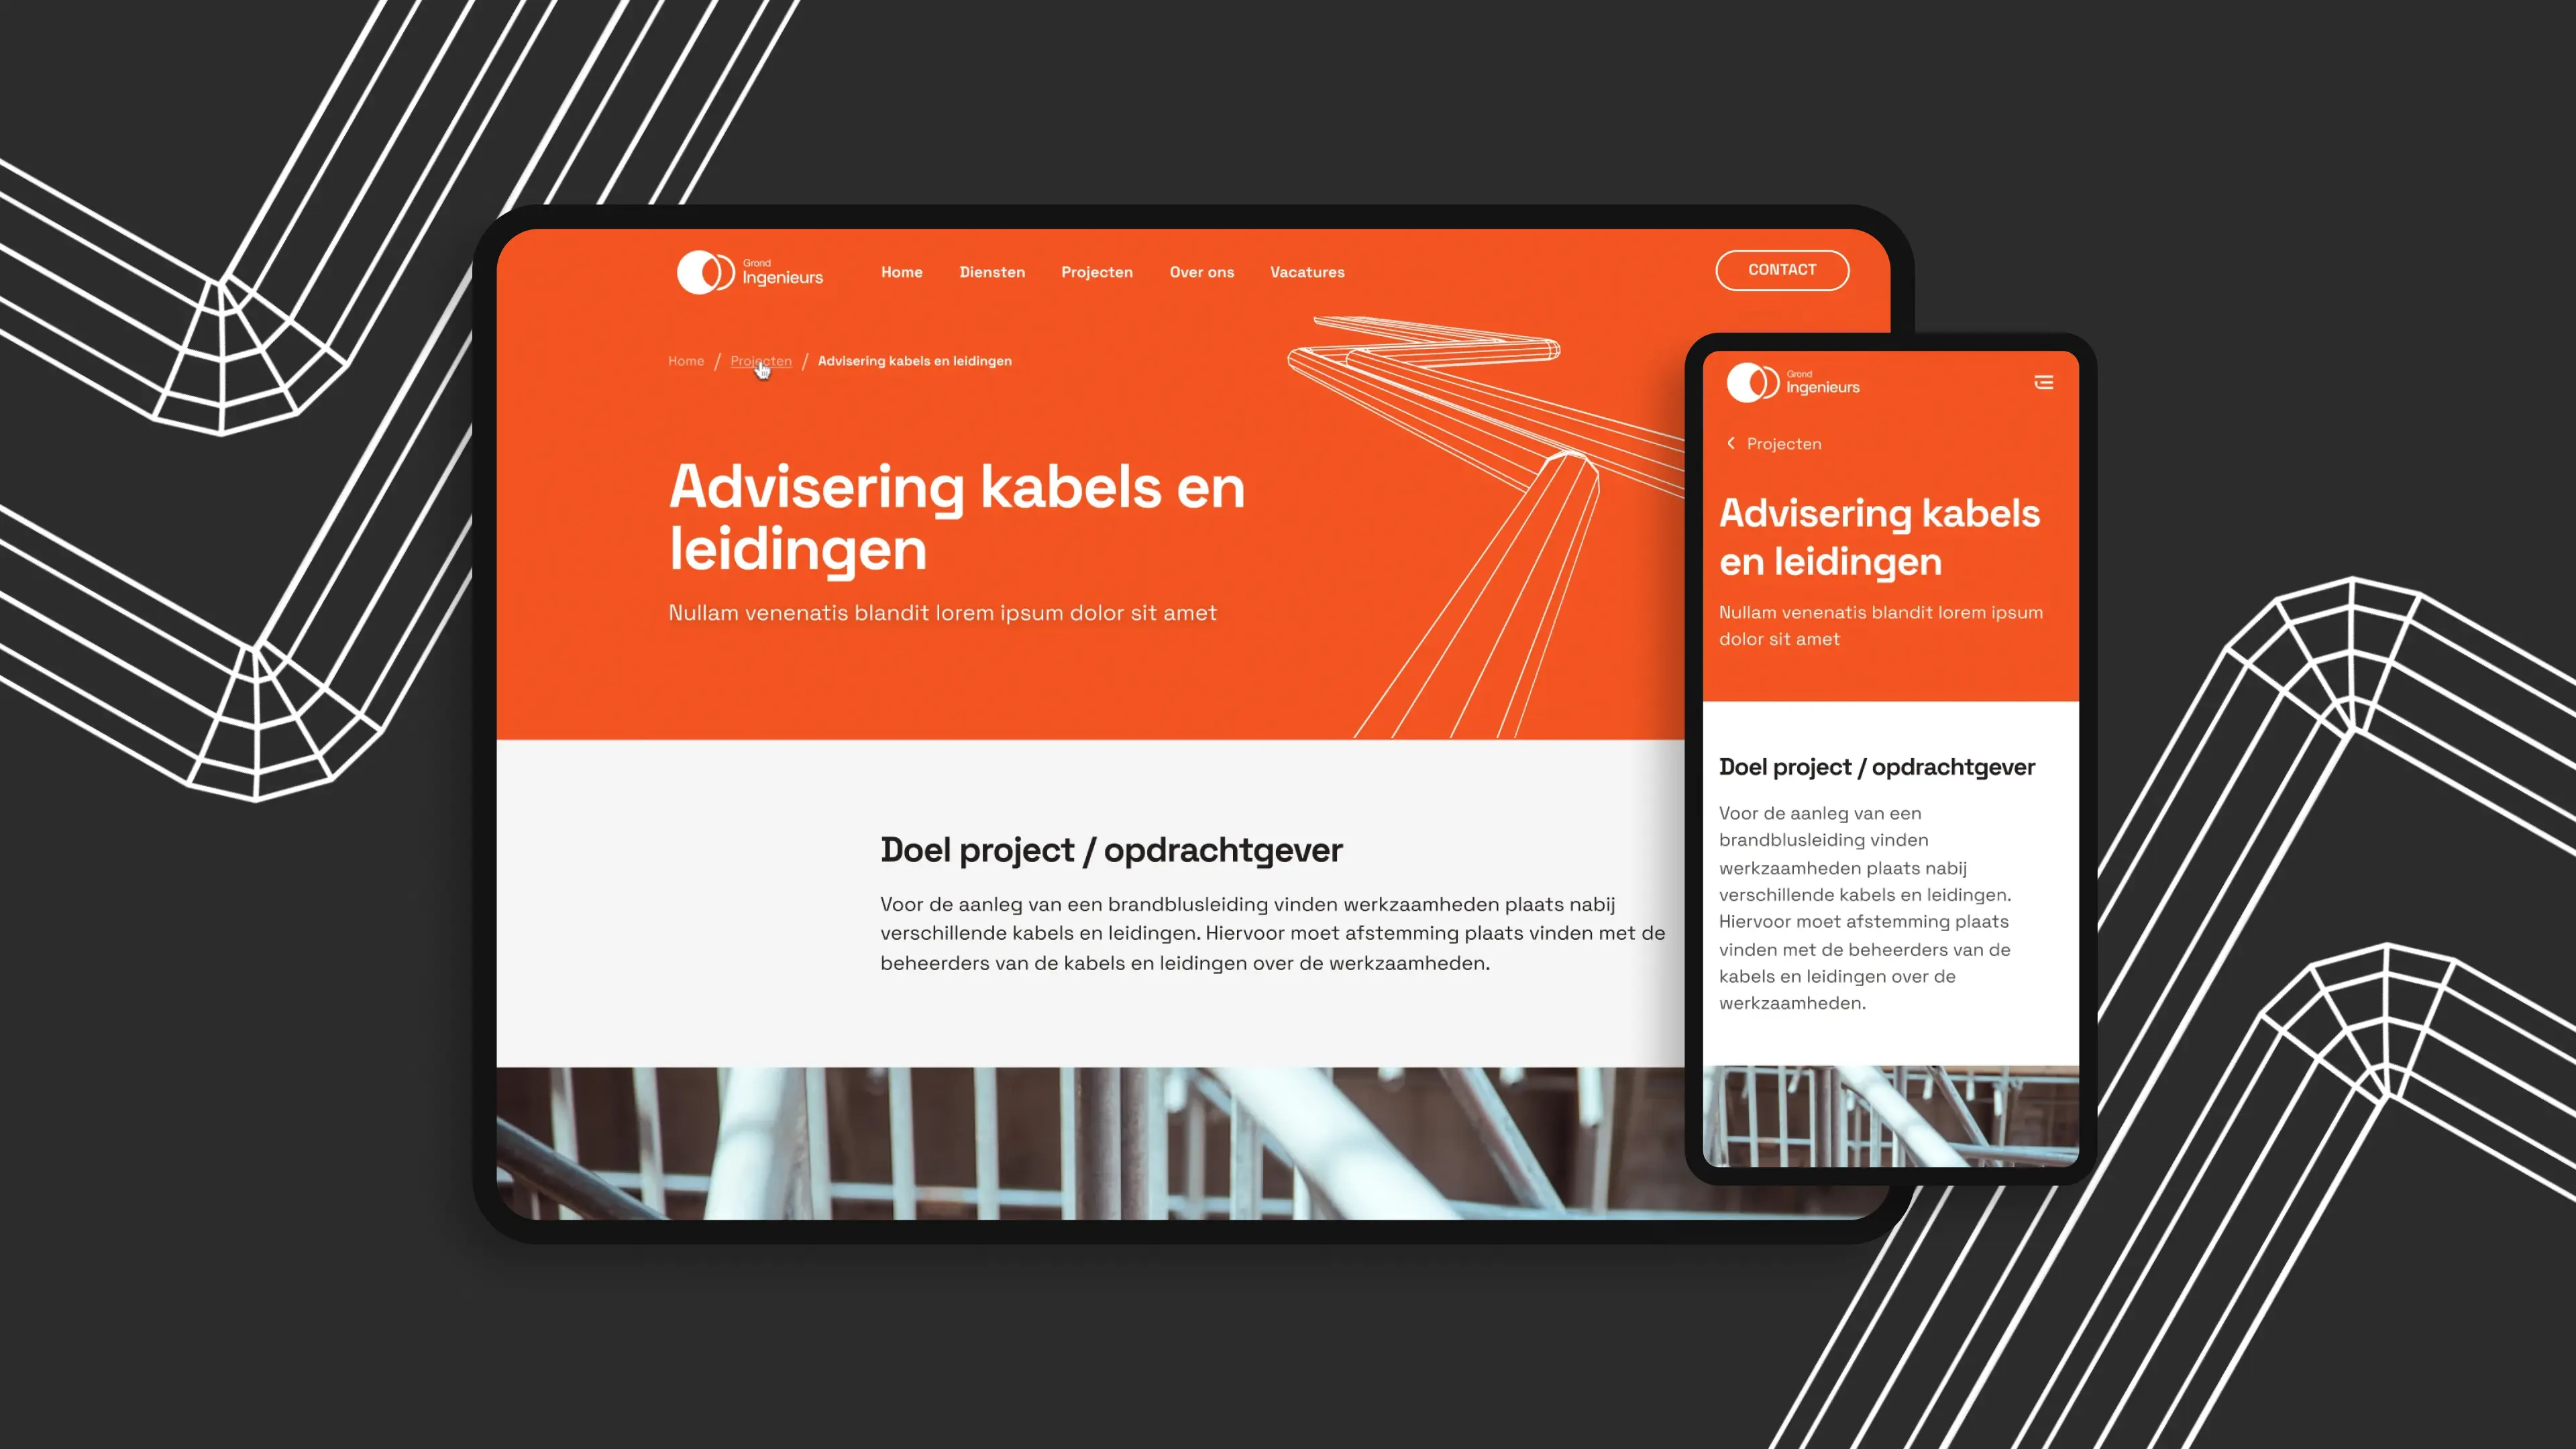 Grond
Ingenieurs
Home
Diensten
Projecten
Over ons
Vacatures
CONTACT
Home / Projecten / Advisering kabels en leidingen
Advisering kabels en
leidingen
Nullam venenatis blandit lorem ipsum dolor sit amet
Doel project / opdrachtgever
Voor de aanleg van een brandblusleiding vinden werkzaamheden plaats nabij
verschillende kabels en leidingen. Hiervoor moet afstemming plaats vinden met de
beheerders van de kabels en leidingen over de werkzaamheden.
Grond
Ingenieurs
Projecten
Advisering kabels
en leidingen
Nullam venenatis blandit lorem ipsum
dolor sit amet
Doel project / opdrachtgever
Voor de aanleg van een
brandblusleiding vinden
werkzaamheden plaats nabij
verschillende kabels en leidingen.
Hiervoor moet afstemming plaats
vinden met de beheerders van de
kabels en leidingen over de
werkzaamheden.